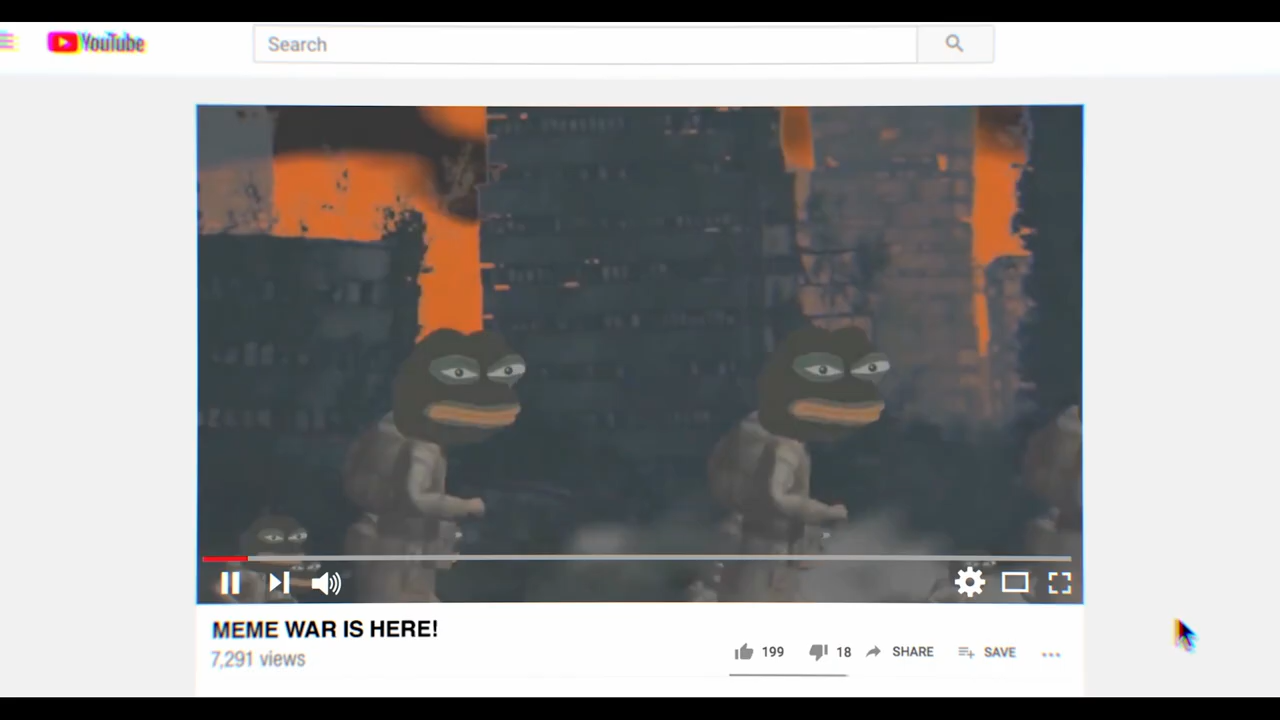 YouTube
Search
MEME WAR IS HERE!
7,291 views
199 18 SHARE SAVE